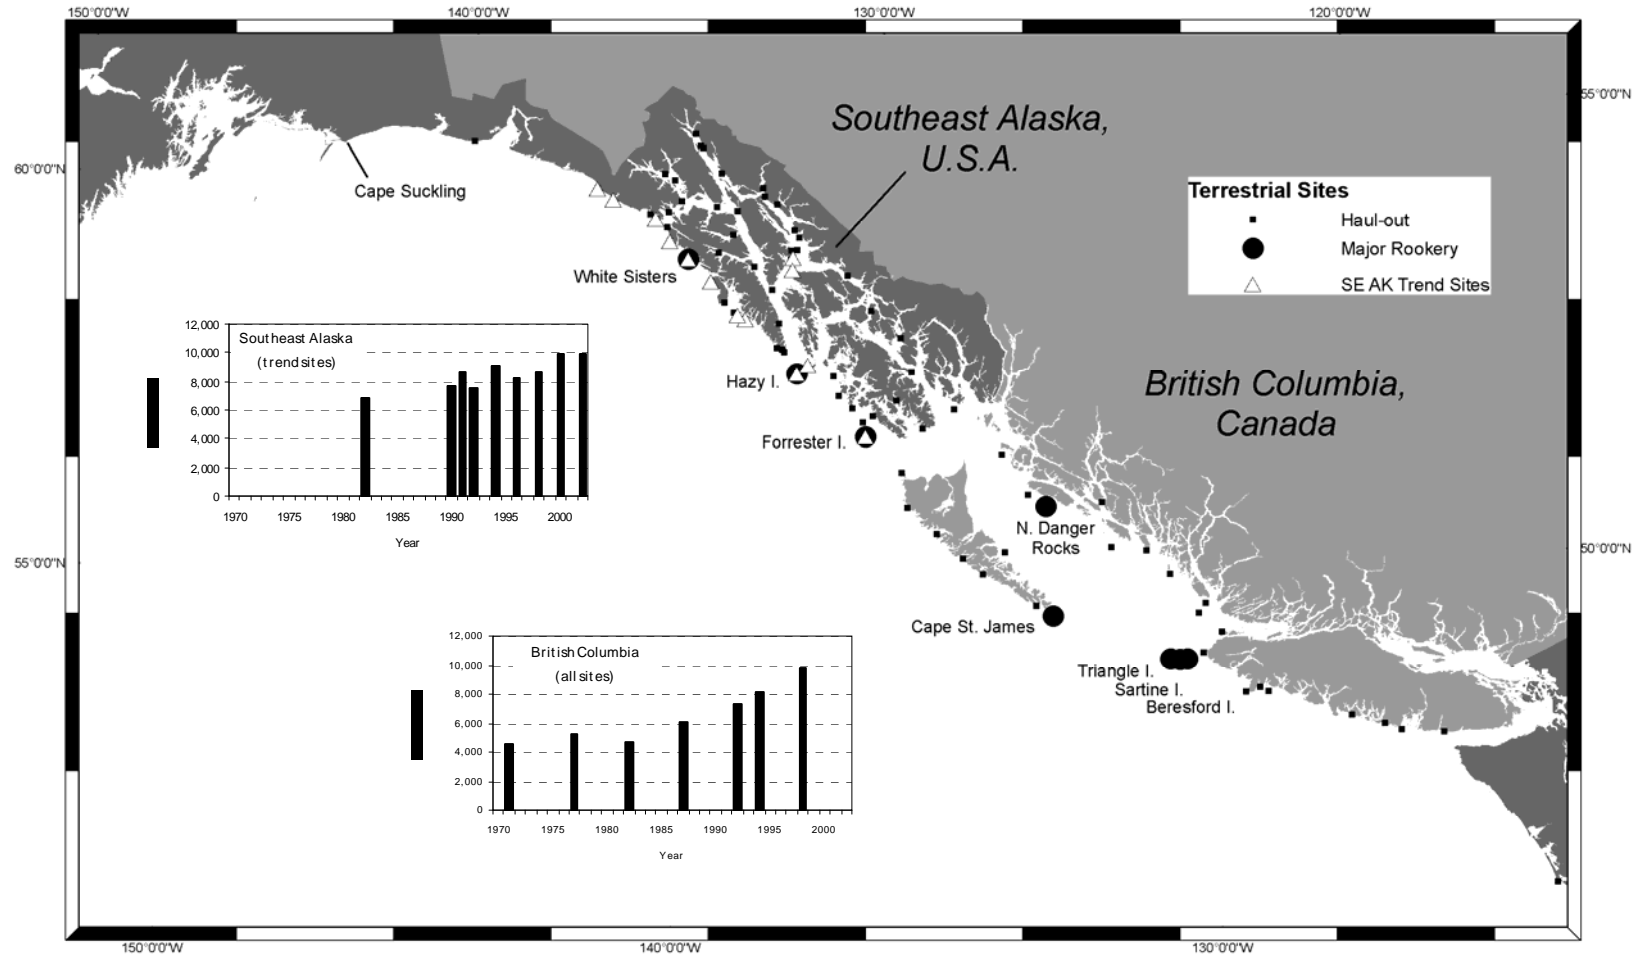 150°0'0"W 140°0'0"W 130°0'0"W 120°0'0"W
55°0'0"N
Southeast Alaska,
U.S.A.
60°0'0"N
Cape Suckling
Terrestrial Sites
Haul-out
Major Rookery
SE AK Trend Sites
White Sisters
Hazy I.
Forrester I.
British Columbia,
Canada
12,000
10,000
8,000
6,000
4,000
2,000
0
Southeast Alaska
(trend sites)
1970 1975 1980 1985 1990 1995 2000
Year
N. Danger
Rocks
55°0'0"N
50°0'0"N
Cape St. James
Triangle I.
Sartine I.
Beresford I.
12,000
10,000
8,000
6,000
4,000
2,000
0
British Columbia
(all sites)
1970 1975 1980 1985 1990 1995 2000
Year
150°0'0"W 140°0'0"W 130°0'0"W